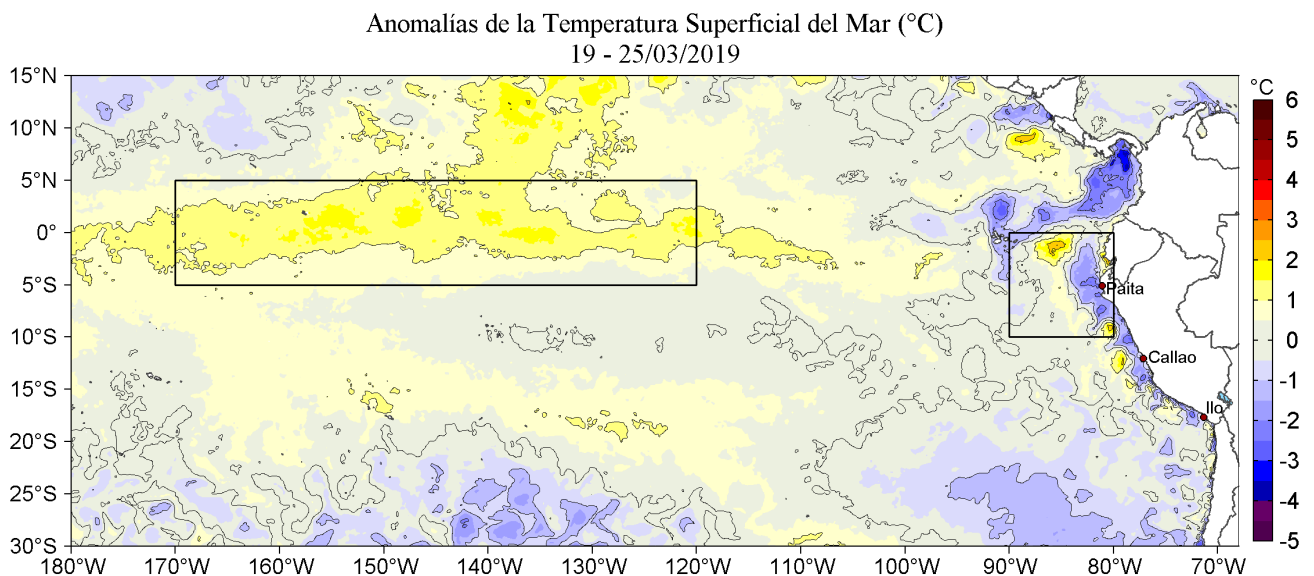 Anomalías de la Temperatura Superficial del Mar (°C)
19 - 25/03/2019
15°N
10°N
5°N
0°
5°S
10°S
15°S
20°S
25°S
30°S
180°W
170°W
160°W
150°W
140°W
130°W
120°W
110°W
100°W
90°W
80°W
70°W
Paita
Callao
Ilo
°C
6
5
4
3
2
1
0
-1
-2
-3
-4
-5